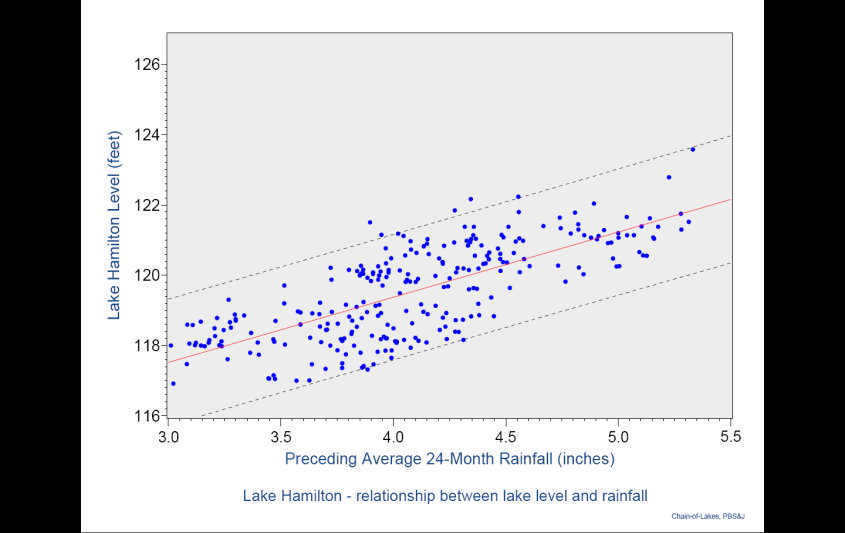 126
124
122
120
118
116
Lake Hamilton Level (feet)
3.0 3.5 4.0 4.5 5.0 5.5
Preceding Average 24-Month Rainfall (inches)
Lake Hamilton - relationship between lake level and rainfall
Chain-of-Lakes, PBS&J